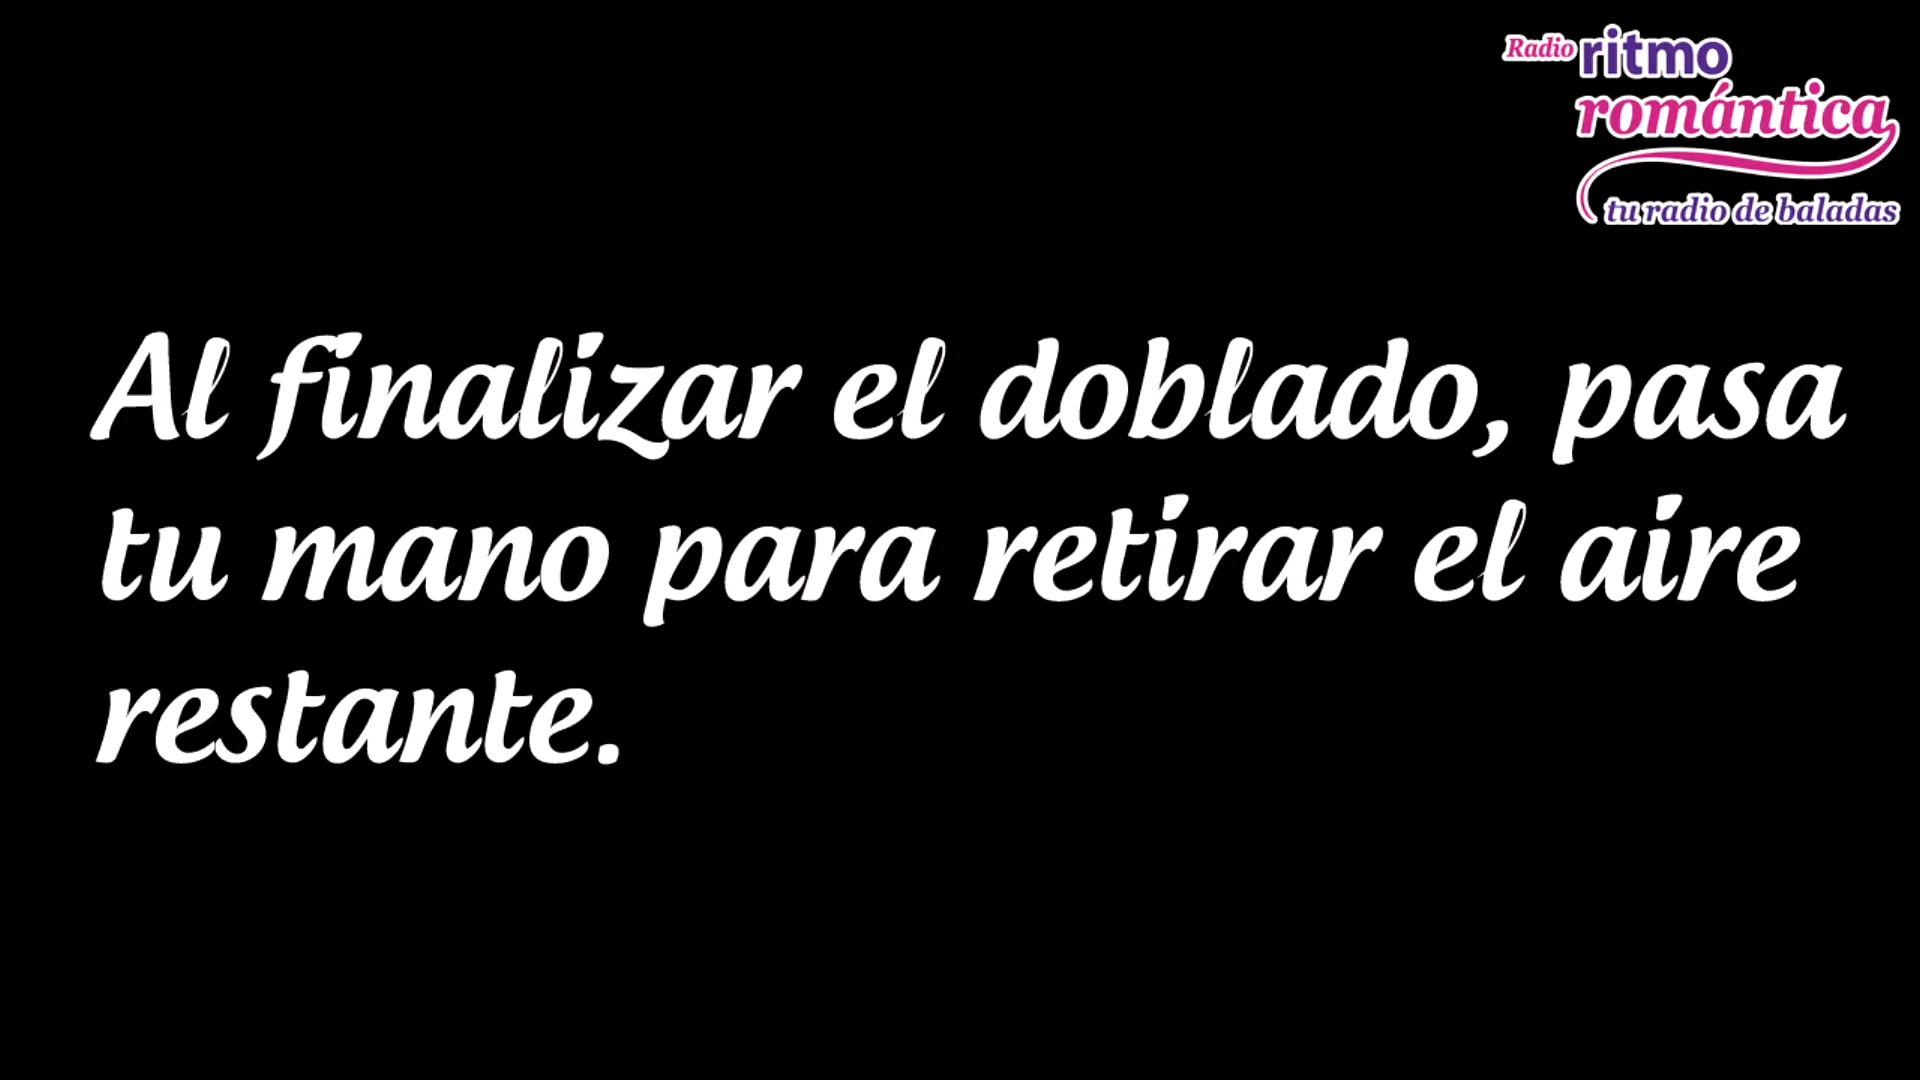 Radio ritmo
romántica
tu radio de baladas
Al finalizar el doblado, pasa
tu mano para retirar el aire
restante.